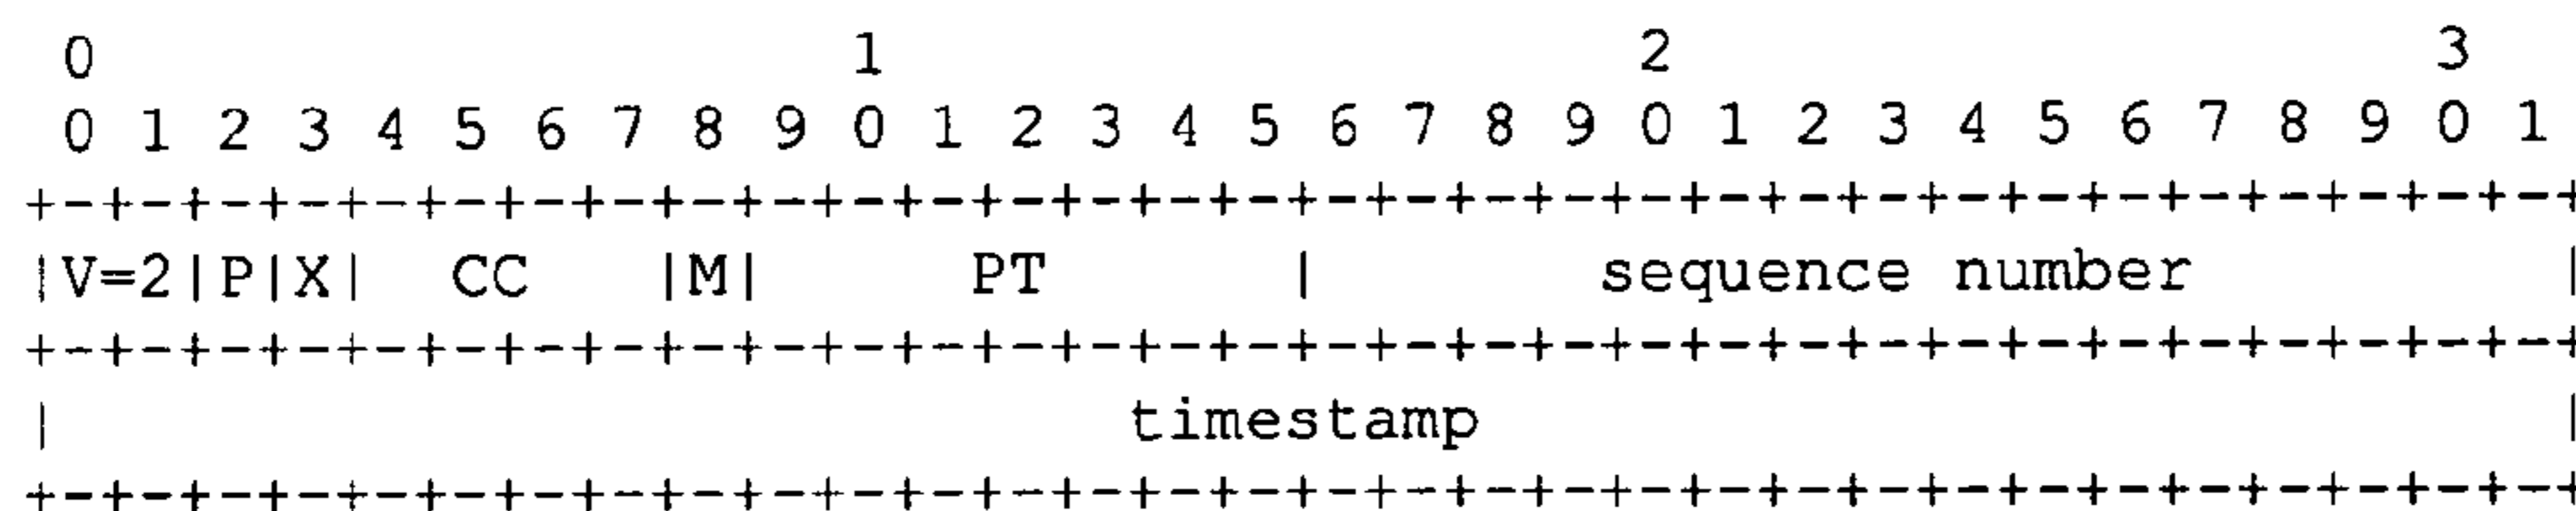 0                   1                   2                   3
 0 1 2 3 4 5 6 7 8 9 0 1 2 3 4 5 6 7 8 9 0 1 2 3 4 5 6 7 8 9 0 1
+-+-+-+-+-+-+-+-+-+-+-+-+-+-+-+-+-+-+-+-+-+-+-+-+-+-+-+-+-+-+-+-+
|V=2|P|X|  CC   |M|     PT      |       sequence number         |
+-+-+-+-+-+-+-+-+-+-+-+-+-+-+-+-+-+-+-+-+-+-+-+-+-+-+-+-+-+-+-+-+
|                           timestamp                           |
+-+-+-+-+-+-+-+-+-+-+-+-+-+-+-+-+-+-+-+-+-+-+-+-+-+-+-+-+-+-+-+-+